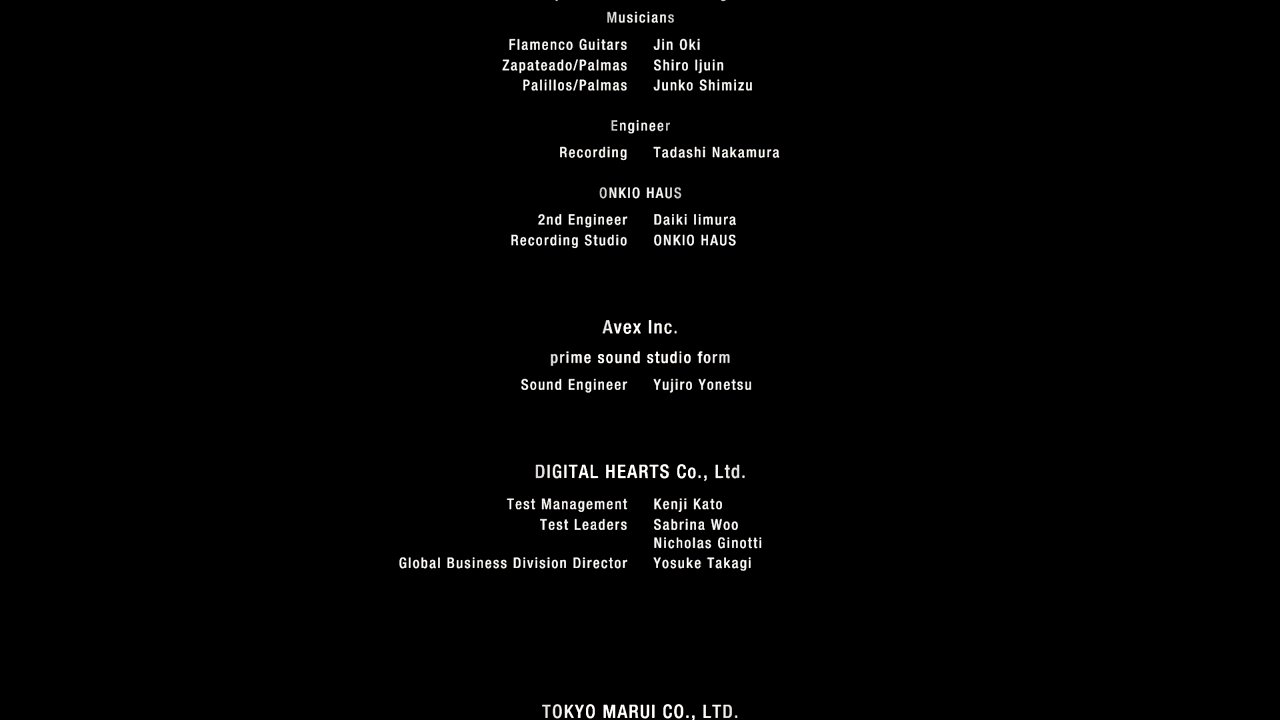 Musicians
Flamenco Guitars Jin Oki
Zapateado/Palmas Shiro Ijuin
Palillos/Palmas Junko Shimizu
Engineer
Recording Tadashi Nakamura
ONKIO HAUS
2nd Engineer Daiki Iimura
Recording Studio ONKIO HAUS
Avex Inc.
prime sound studio form
Sound Engineer Yujiro Yonetsu
DIGITAL HEARTS Co., Ltd.
Test Management Kenji Kato
Test Leaders Sabrina Woo
Nicholas Ginotti
Global Business Division Director Yosuke Takagi
TOKYO MARUI CO., LTD.